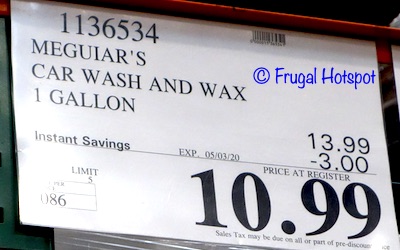 1136534
MEGUIAR'S
CAR WASH AND WAX
1 GALLON
© Frugal Hotspot
13.99
Instant Savings EXP. 05/03/20 -3.00
LIMIT
5
PER
086
PRICE AT REGISTER
10.99
Sales Tax may be due on all or part of pre-discount